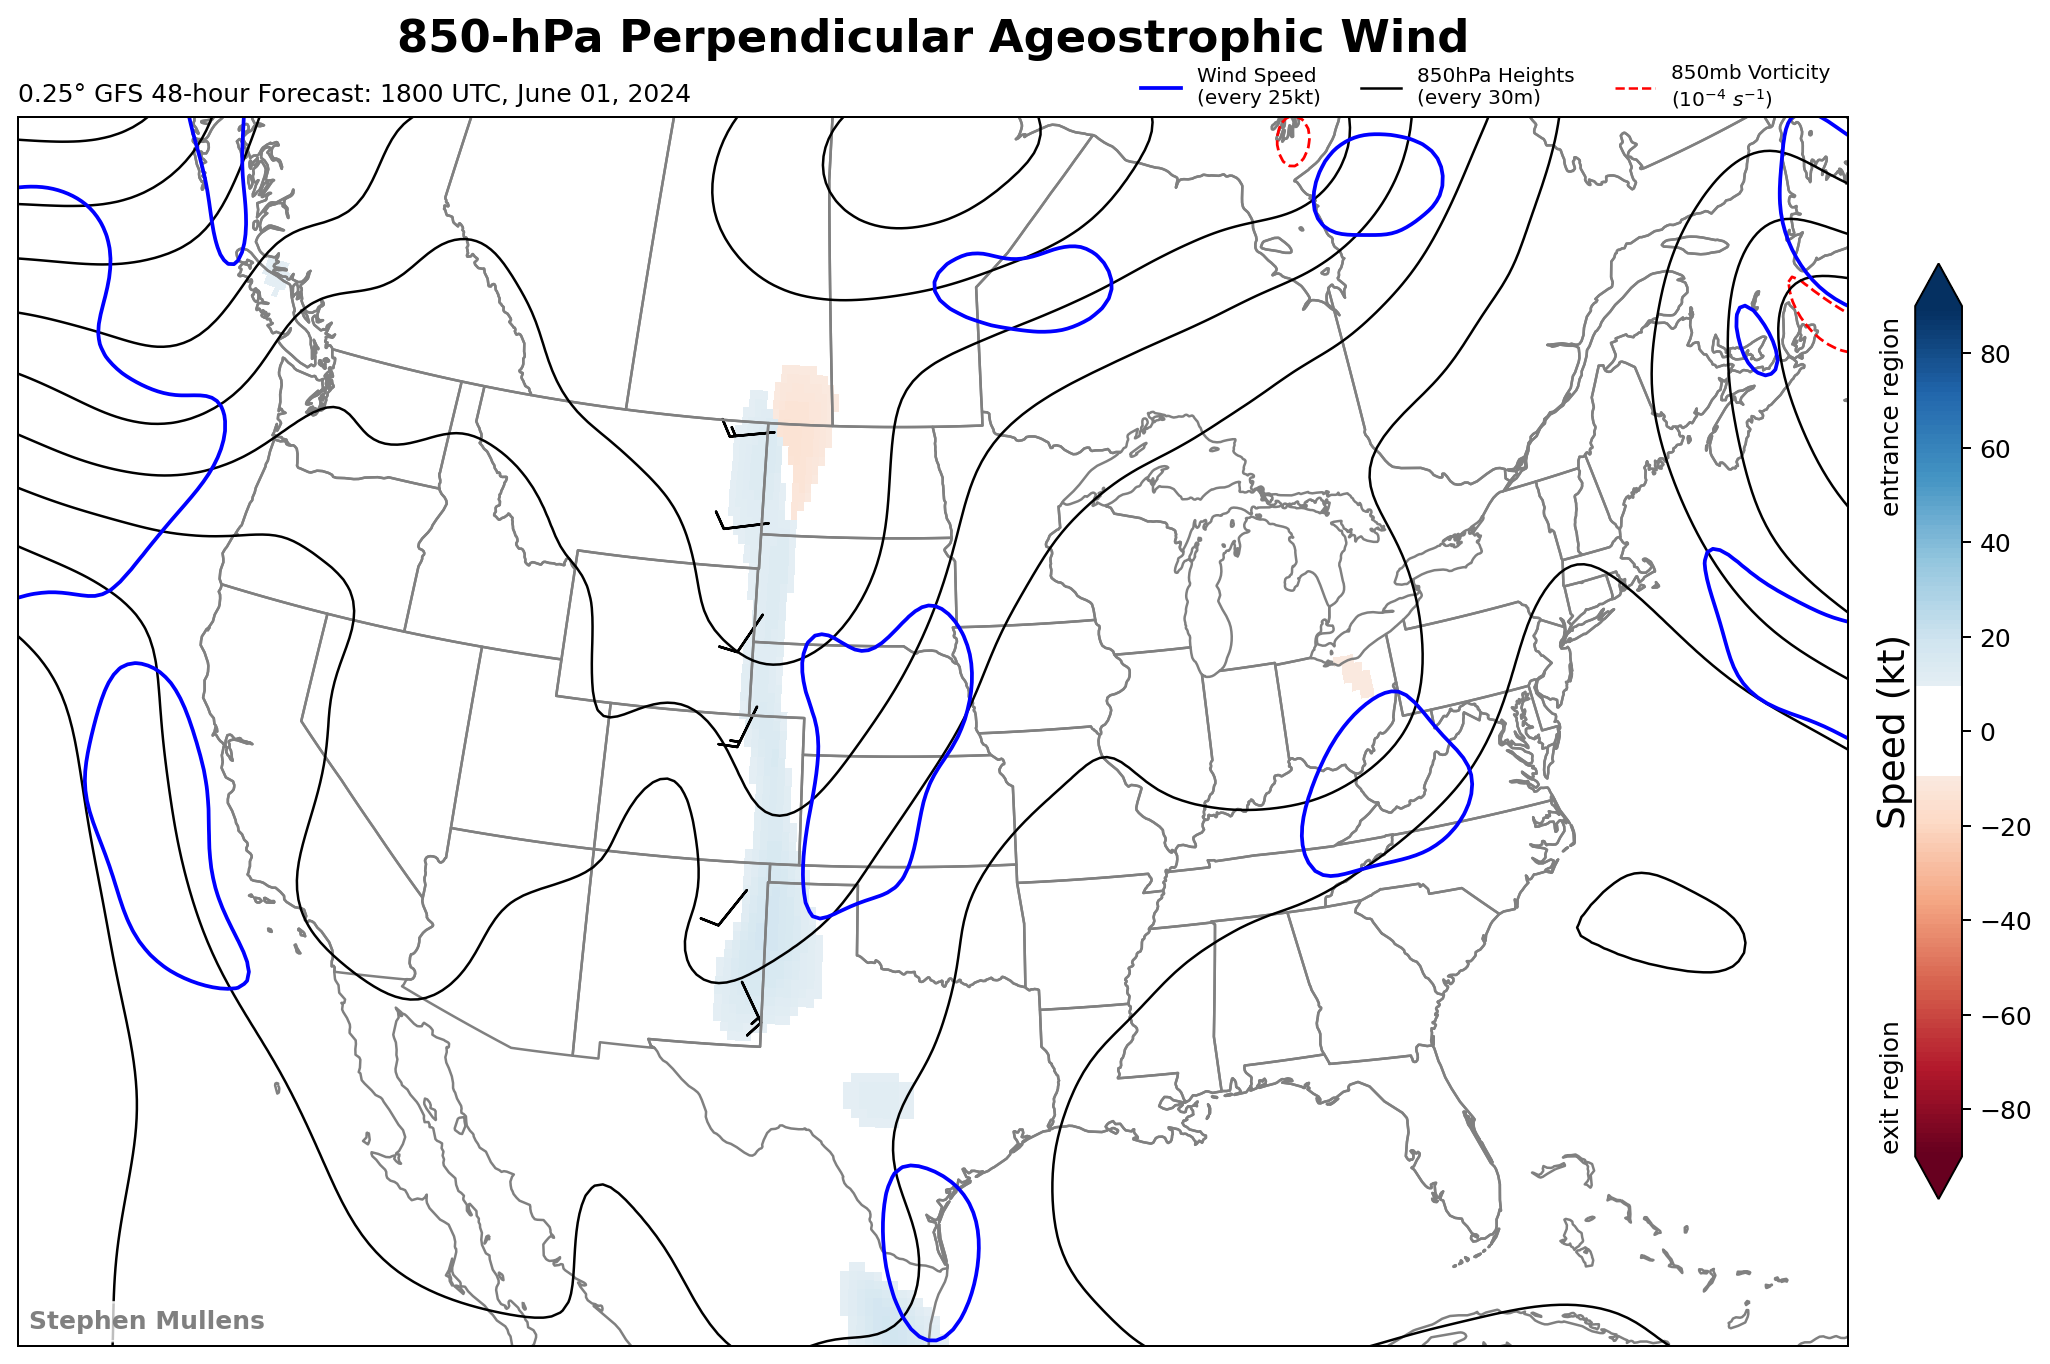 850-hPa Perpendicular Ageostrophic Wind
0.25° GFS 48-hour Forecast: 1800 UTC, June 01, 2024
Wind Speed
(every 25kt)
850hPa Heights
(every 30m)
850mb Vorticity
(10⁻⁴ s⁻¹)
entrance region
Speed (kt)
exit region
80
60
40
20
0
−20
−40
−60
−80
Stephen Mullens